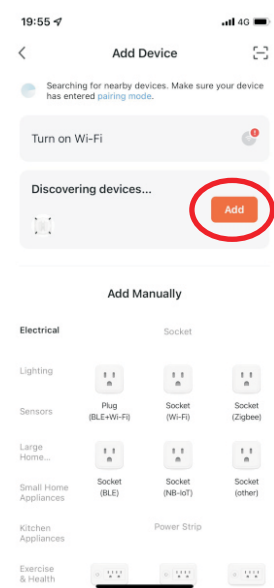 19:55 4G
Add Device
Searching for nearby devices. Make sure your device
has entered pairing mode.
Turn on Wi-Fi
Discovering devices...
Add
Add Manually
Electrical
Socket
Lighting
Plug
(BLE+Wi-Fi)
Socket
(Wi-Fi)
Socket
(Zigbee)
Sensors
Large
Home...
Socket
(BLE)
Socket
(NB-IoT)
Socket
(other)
Small Home
Appliances
Kitchen
Appliances
Power Strip
Exercise
& Health